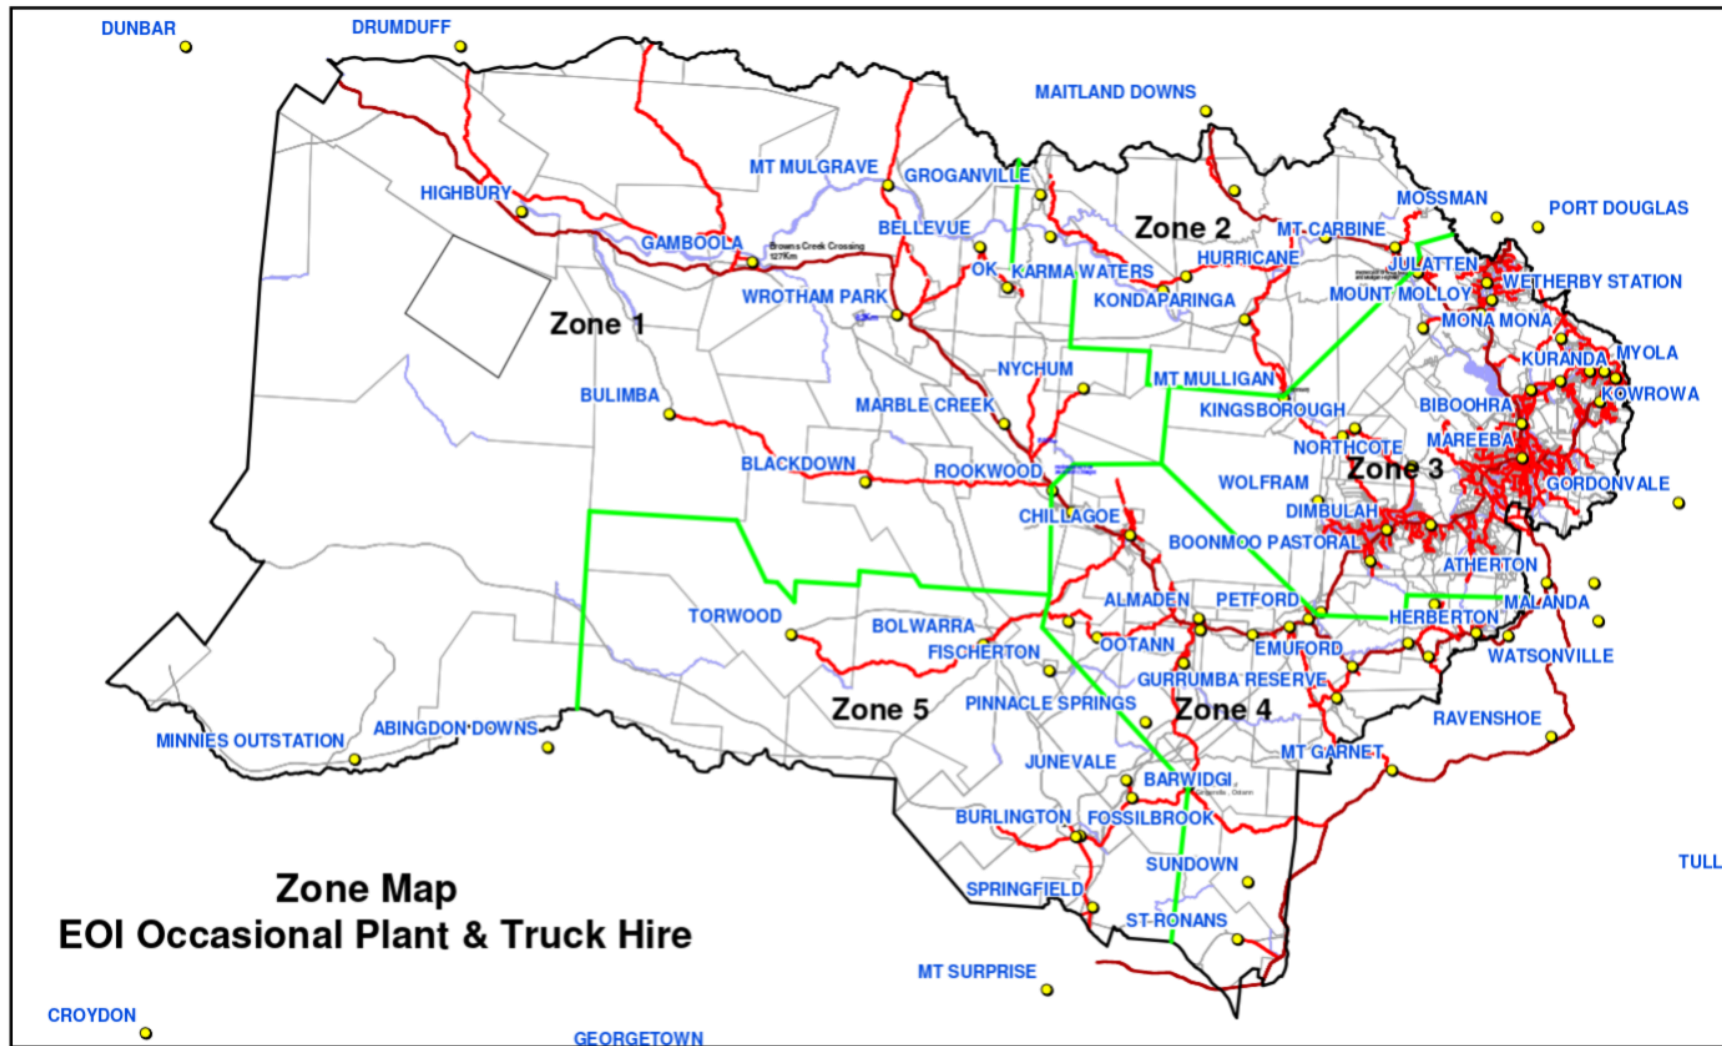 DUNBAR
DRUMDUFF
MAITLAND DOWNS
MT MULGRAVE
GROGANVILLE
HIGHBURY
MOSSMAN
PORT DOUGLAS
BELLEVUE
Zone 2
MT CARBINE
GAMBOOLA
Browns Creek Crossing
127Km
OK
KARMA WATERS
HURRICANE
JULATTEN
WETHERBY STATION
WROTHAM PARK
KONDAPARINGA
MOUNT MOLLOY
Zone 1
MONA MONA
NYCHUM
MT MULLIGAN
KURANDA
MYOLA
BULIMBA
MARBLE CREEK
KINGSBOROUGH
BIBOOHRA
KOWROWA
NORTHCOTE
MAREEBA
BLACKDOWN
ROOKWOOD
Zone 3
WOLFRAM
GORDONVALE
CHILLAGOE
DIMBULAH
BOONMOO PASTORAL
ATHERTON
TORWOOD
ALMADEN
PETFORD
MALANDA
BOLWARRA
HERBERTON
FISCHERTON
OOTANN
EMUFORD
WATSONVILLE
GURRUMBA RESERVE
PINNACLE SPRINGS
Zone 5
Zone 4
RAVENSHOE
MINNIES OUTSTATION
ABINGDON DOWNS
MT GARNET
JUNEVALE
BARWIDGI
BURLINGTON
FOSSILBROOK
SUNDOWN
TULL
Zone Map
SPRINGFIELD
EOI Occasional Plant & Truck Hire
ST RONANS
MT SURPRISE
CROYDON
GEORGETOWN